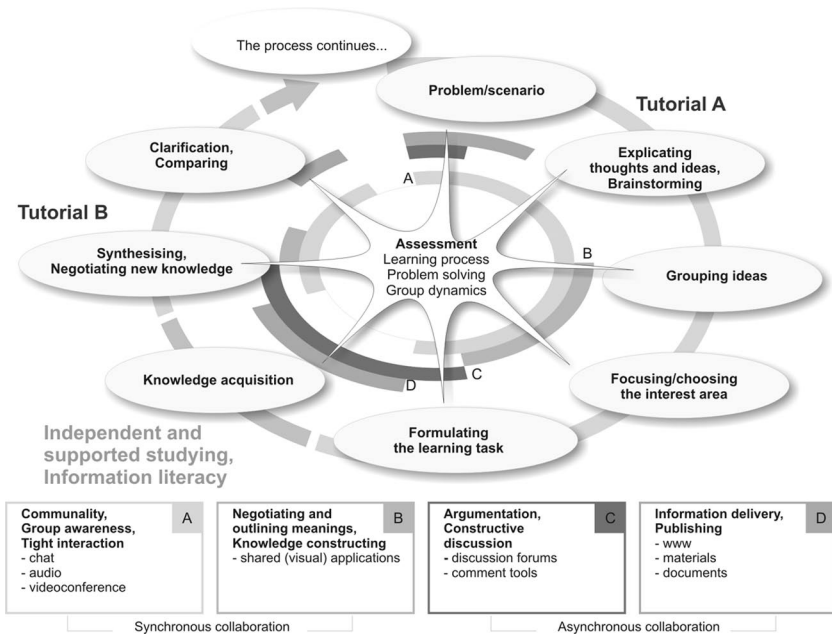 The process continues...
Problem/scenario
Tutorial A
Clarification,
Comparing
Explicating
thoughts and ideas,
Brainstorming
A
Tutorial B
Assessment
Learning process
Problem solving
Group dynamics
B
Synthesising,
Negotiating new knowledge
Grouping ideas
Knowledge acquisition
D
C
Focusing/choosing
the interest area
Formulating
the learning task
Independent and
supported studying,
Information literacy
Communality,
Group awareness,
Tight interaction
- chat
- audio
- videoconference
A
Negotiating and
outlining meanings,
Knowledge constructing
- shared (visual) applications
B
Argumentation,
Constructive
discussion
- discussion forums
- comment tools
C
Information delivery,
Publishing
- www
- materials
- documents
D
Synchronous collaboration
Asynchronous collaboration